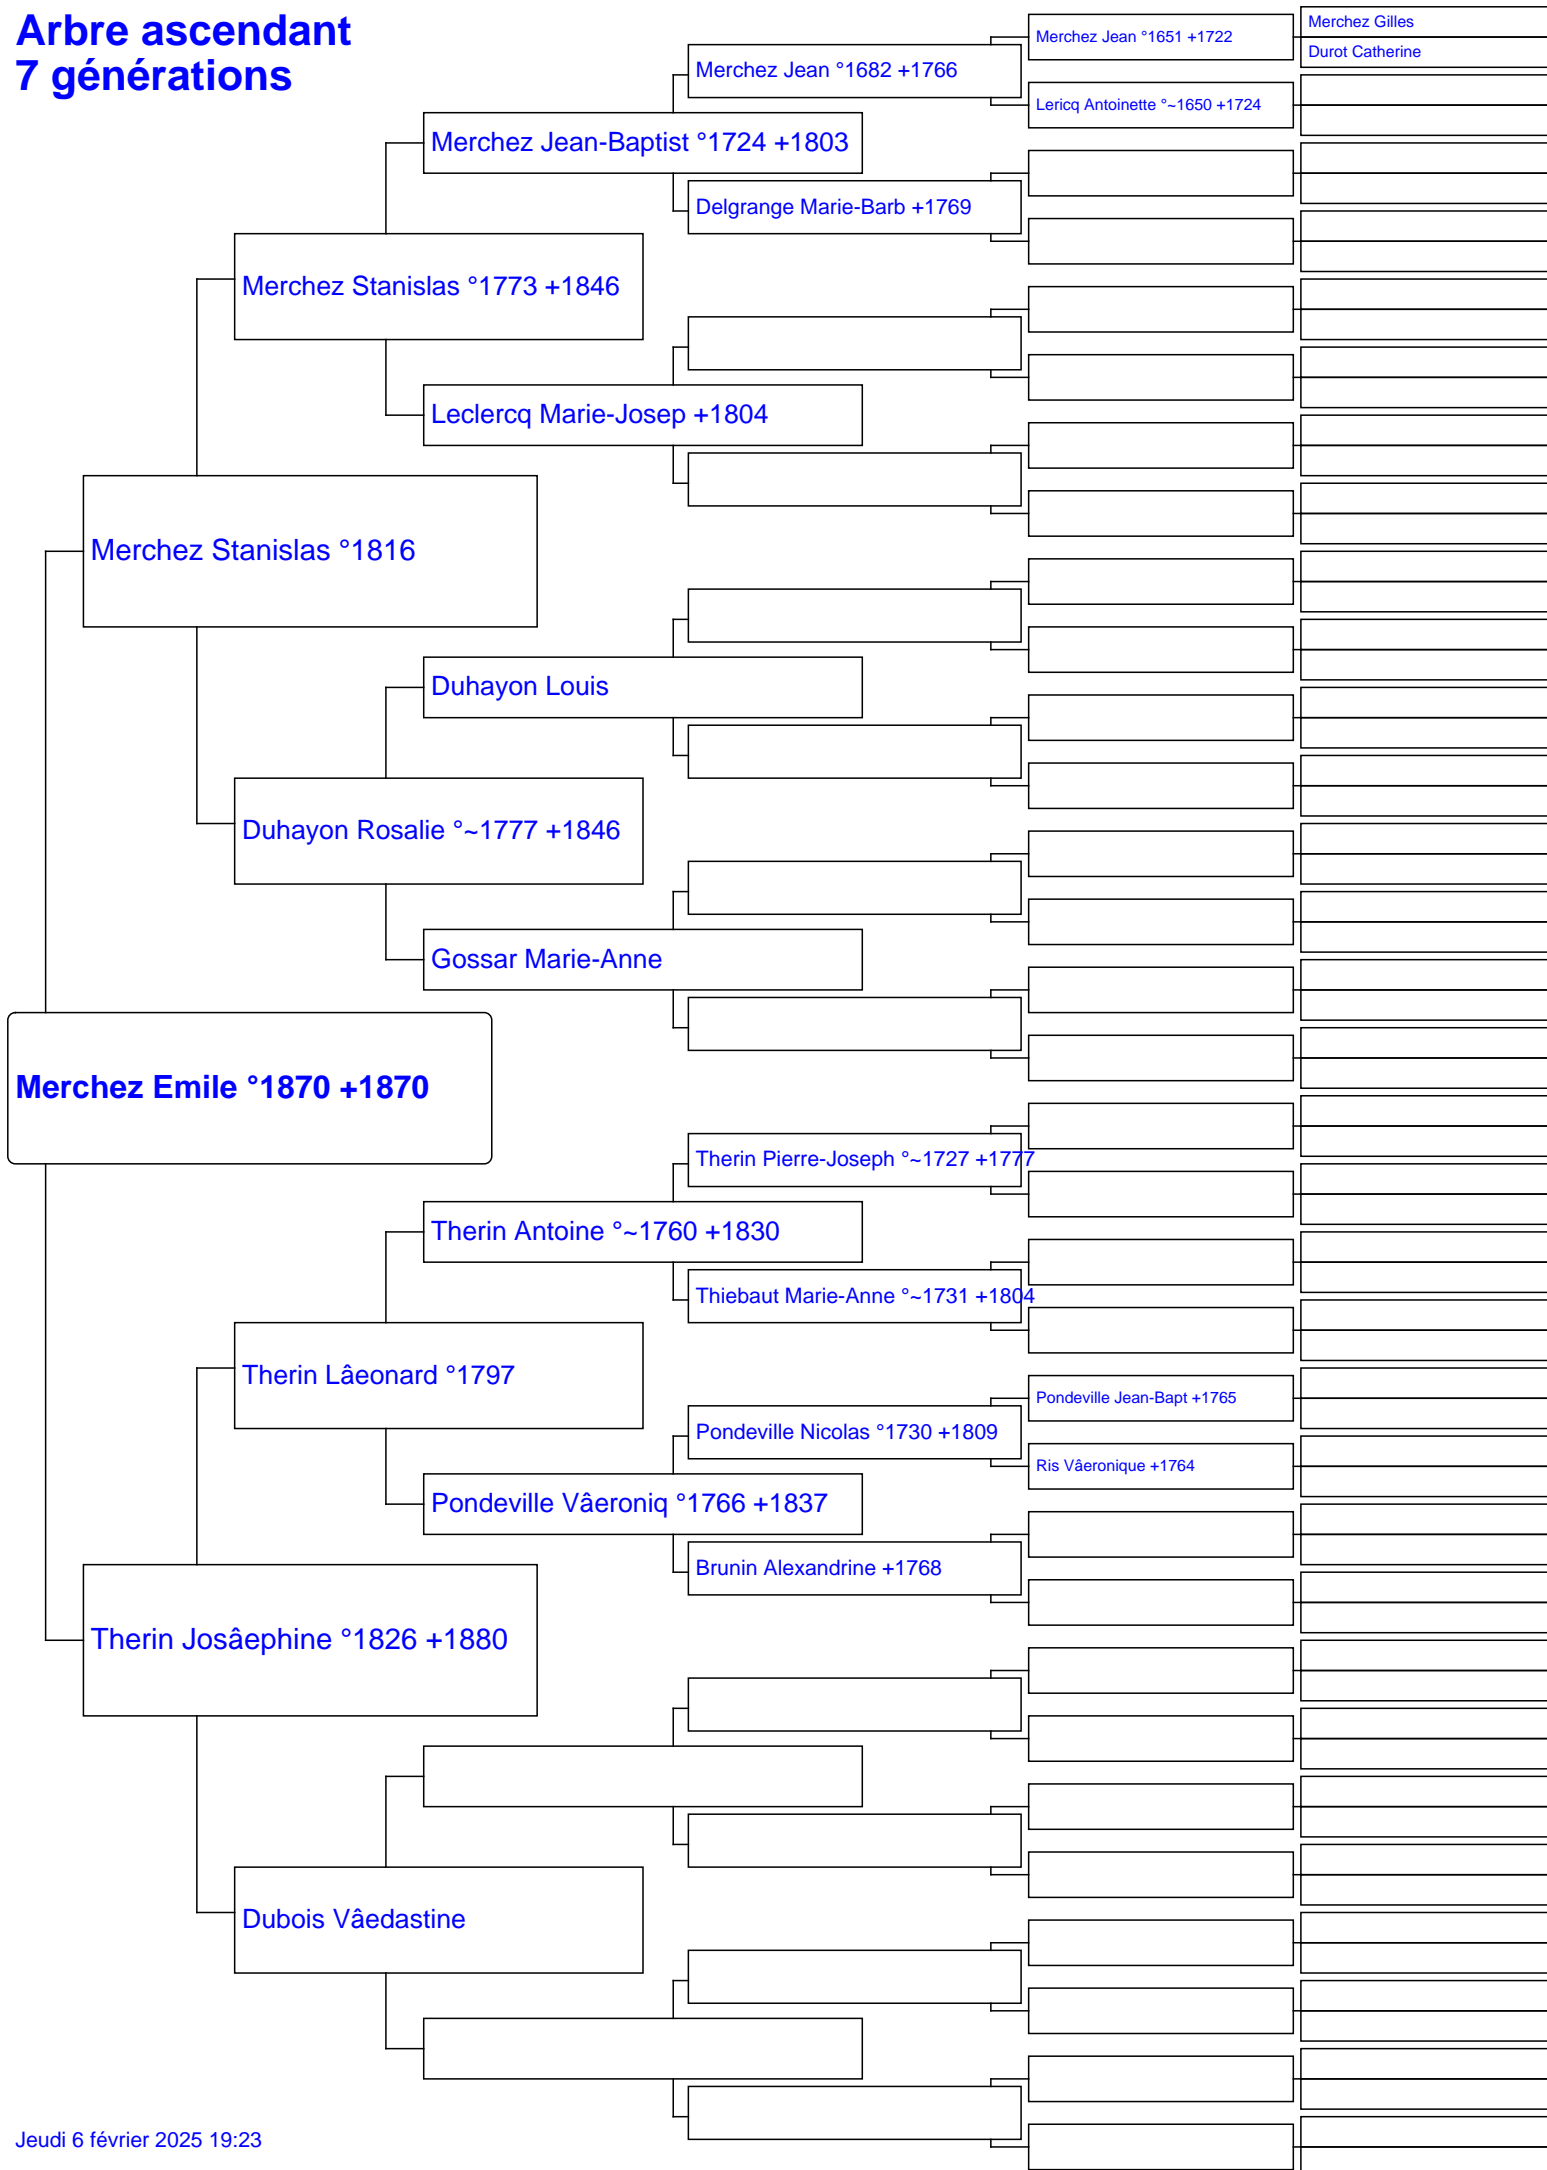 Arbre ascendant
7 générations
Merchez Gilles
Merchez Jean °1651 +1722
Durot Catherine
Merchez Jean °1682 +1766
Lericq Antoinette °~1650 +1724
Merchez Jean-Baptist °1724 +1803
Delgrange Marie-Barb +1769
Merchez Stanislas °1773 +1846
Leclercq Marie-Josep +1804
Merchez Stanislas °1816
Duhayon Louis
Duhayon Rosalie °~1777 +1846
Gossar Marie-Anne
Merchez Emile °1870 +1870
Therin Pierre-Joseph °~1727 +1777
Therin Antoine °~1760 +1830
Thiebaut Marie-Anne °~1731 +1804
Therin Lâeonard °1797
Pondeville Jean-Bapt +1765
Pondeville Nicolas °1730 +1809
Ris Vâeronique +1764
Pondeville Vâeroniq °1766 +1837
Brunin Alexandrine +1768
Therin Josâephine °1826 +1880
Dubois Vâedastine
Jeudi 6 février 2025 19:23